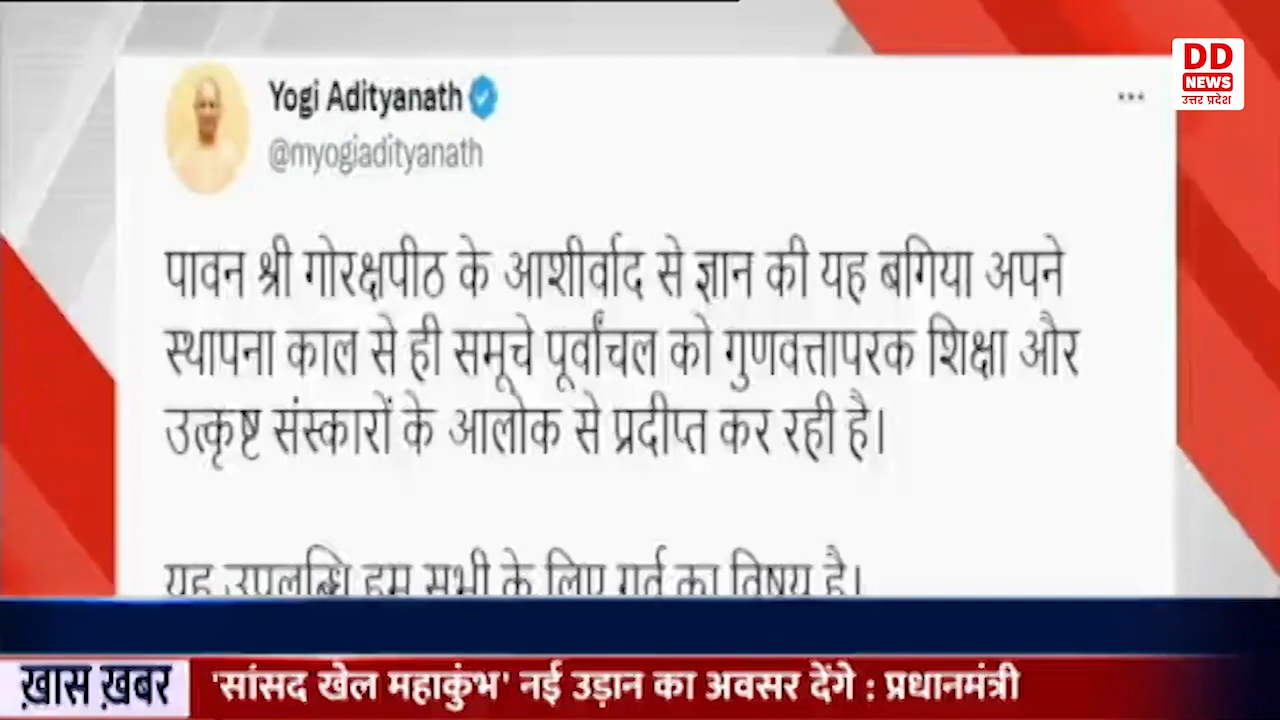 DD
NEWS
उत्तर प्रदेश
Yogi Adityanath
@myogiadityanath
पावन श्री गोरक्षपीठ के आशीर्वाद से ज्ञान की यह बगिया अपने
स्थापना काल से ही समूचे पूर्वांचल को गुणवत्तापरक शिक्षा और
उत्कृष्ट संस्कारों के आलोक से प्रदीप्त कर रही है।
यह उपलब्धि हम सभी के लिए गर्व का विषय है।
ख़ास ख़बर
'सांसद खेल महाकुंभ' नई उड़ान का अवसर देंगे : प्रधानमंत्री